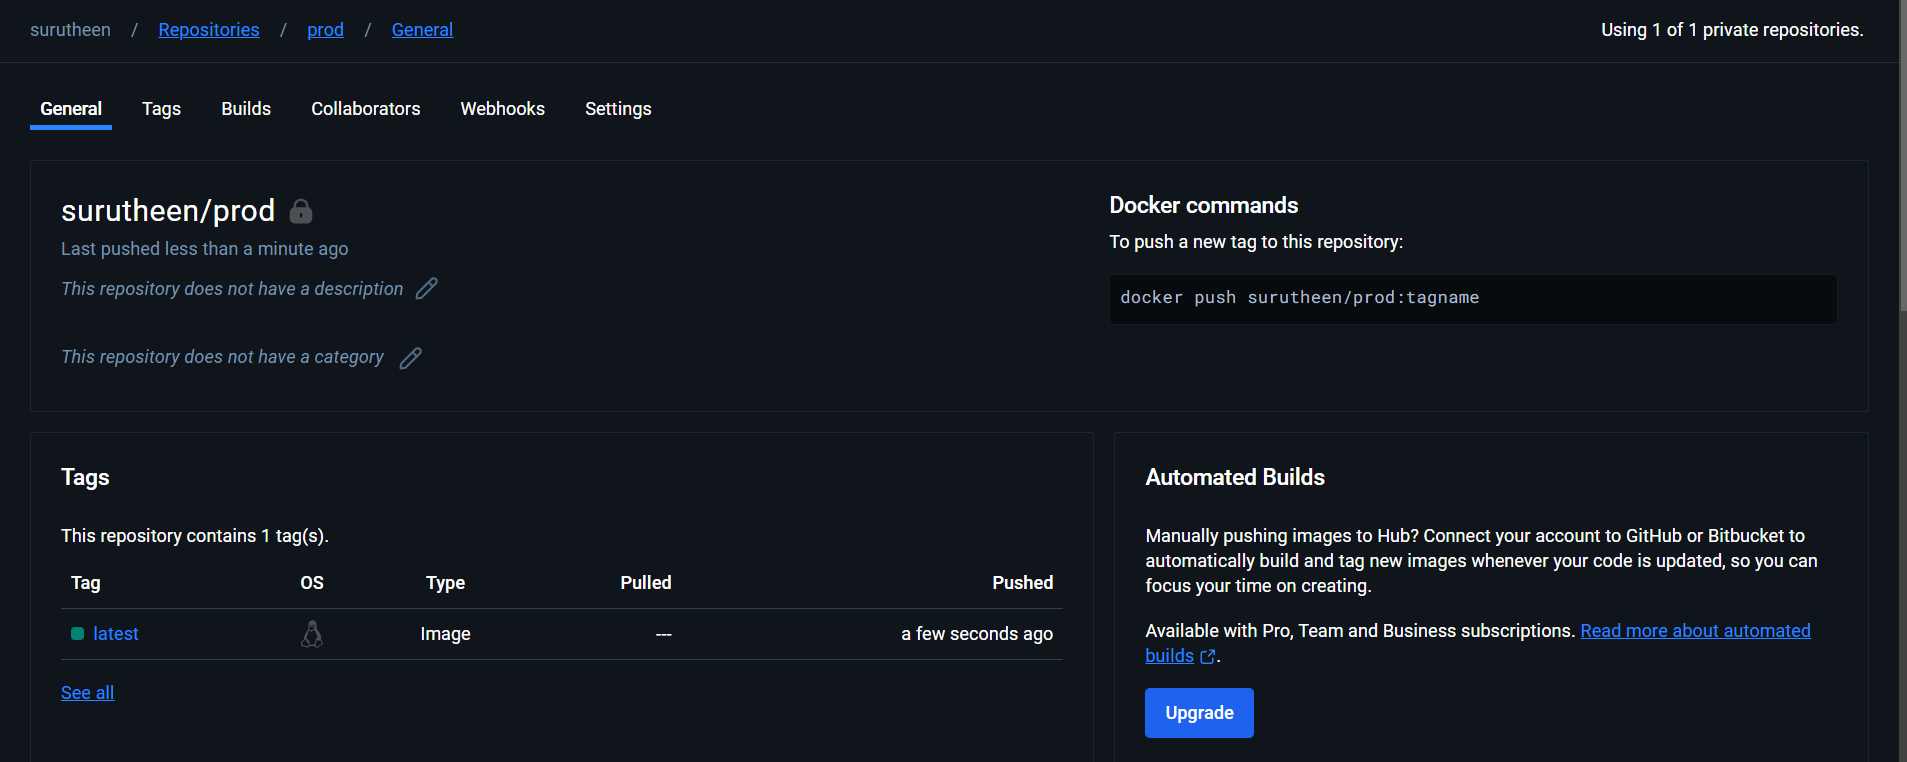 surutheen / Repositories / prod / General
Using 1 of 1 private repositories.
General Tags Builds Collaborators Webhooks Settings
surutheen/prod
Last pushed less than a minute ago
This repository does not have a description
This repository does not have a category
Docker commands
To push a new tag to this repository:
docker push surutheen/prod:tagname
Tags
This repository contains 1 tag(s).
Tag OS Type Pulled Pushed
latest Image --- a few seconds ago
See all
Automated Builds
Manually pushing images to Hub? Connect your account to GitHub or Bitbucket to
automatically build and tag new images whenever your code is updated, so you can
focus your time on creating.
Available with Pro, Team and Business subscriptions. Read more about automated
builds .
Upgrade